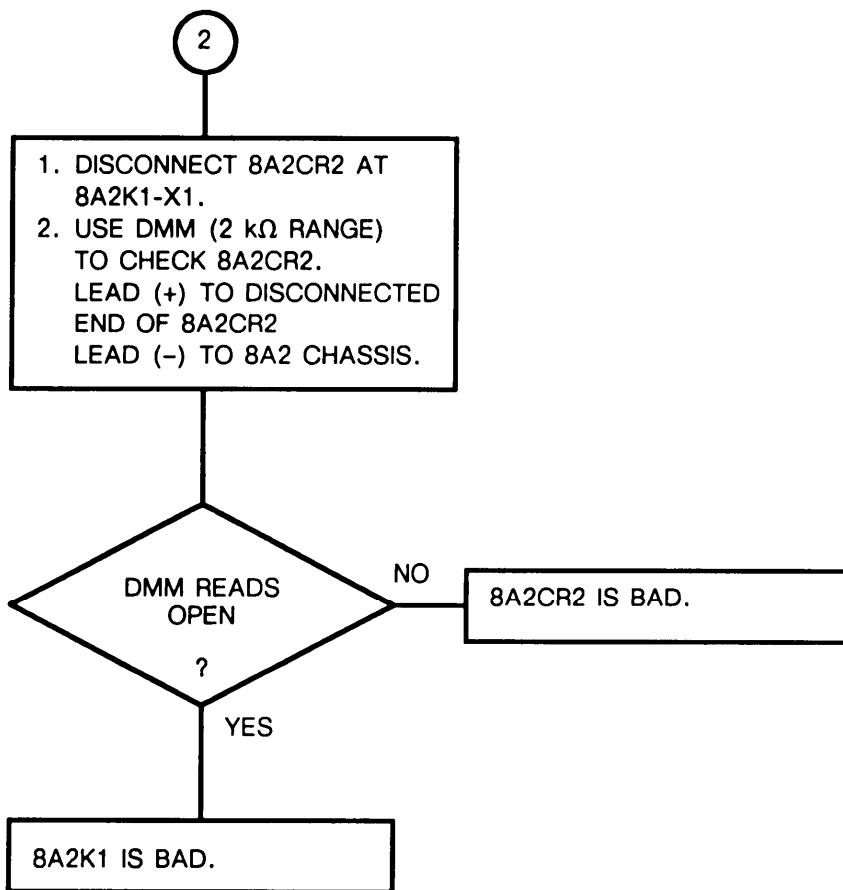 2
1. DISCONNECT 8A2CR2 AT
8A2K1-X1.
2. USE DMM (2 kΩ RANGE)
TO CHECK 8A2CR2.
LEAD (+) TO DISCONNECTED
END OF 8A2CR2
LEAD (–) TO 8A2 CHASSIS.
DMM READS
OPEN
?
NO
8A2CR2 IS BAD.
YES
8A2K1 IS BAD.